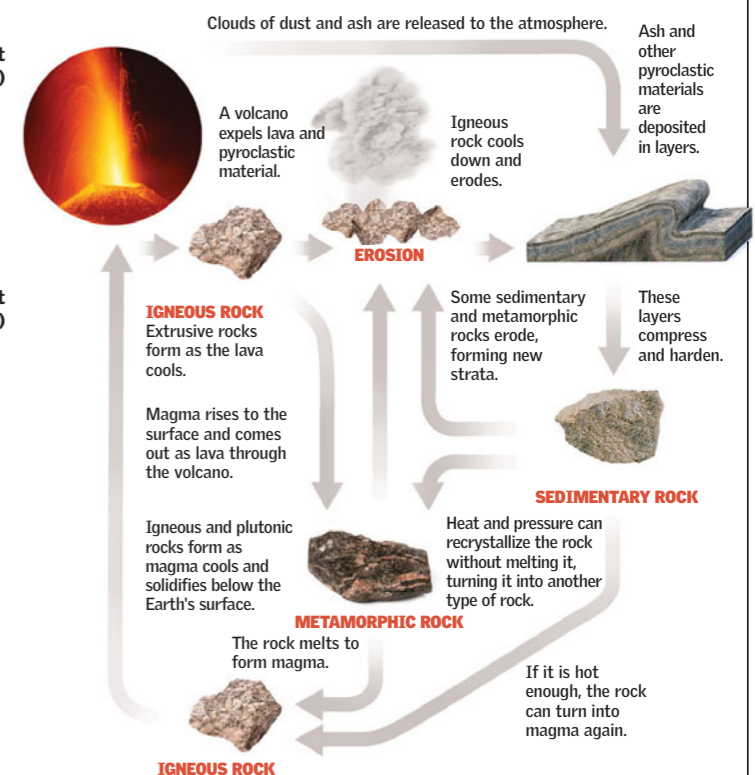 Clouds of dust and ash are released to the atmosphere.
Ash and
other
pyroclastic
materials
are
deposited
in layers.
t
)
A volcano
expels lava and
pyroclastic
material.
Igneous
rock cools
down and
erodes.
EROSION
t
)
IGNEOUS ROCK
Extrusive rocks
form as the lava
cools.
Some sedimentary
and metamorphic
rocks erode,
forming new
strata.
These
layers
compress
and harden.
Magma rises to the
surface and comes
out as lava through
the volcano.
SEDIMENTARY ROCK
Igneous and plutonic
rocks form as
magma cools and
solidifies below the
Earth's surface.
Heat and pressure can
recrystallize the rock
without melting it,
turning it into another
type of rock.
METAMORPHIC ROCK
The rock melts to
form magma.
If it is hot
enough, the rock
can turn into
magma again.
IGNEOUS ROCK